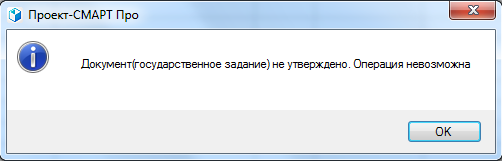 Проект-СМАРТ Про
Документ(государственное задание) не утверждено. Операция невозможна
OK